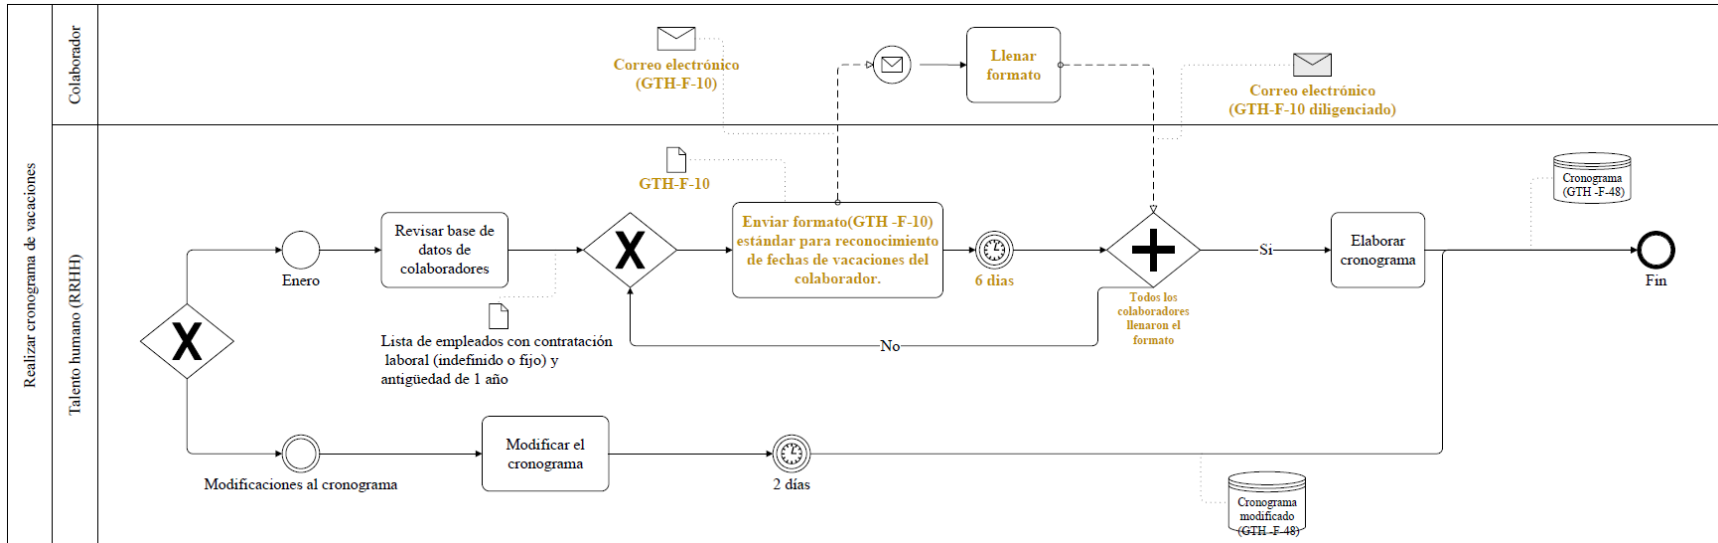 Realizar cronograma de vacaciones
Colaborador
Talento humano (RRHH)
Correo electrónico
(GTH-F-10)
Llenar
formato
Correo electrónico
(GTH-F-10 diligenciado)
GTH-F-10
Cronograma
(GTH -F-48)
Enero
Revisar base de
datos de
colaboradores
X
Enviar formato(GTH -F-10)
estándar para reconocimiento
de fechas de vacaciones del
colaborador.
6 dias
Todos los
colaboradores
llenaron el
formato
Si
Elaborar
cronograma
Fin
Lista de empleados con contratación
laboral (indefinido o fijo) y
antigüedad de 1 año
No
X
Modificaciones al cronograma
Modificar el
cronograma
2 días
Cronograma
modificado
(GTH -F-48)